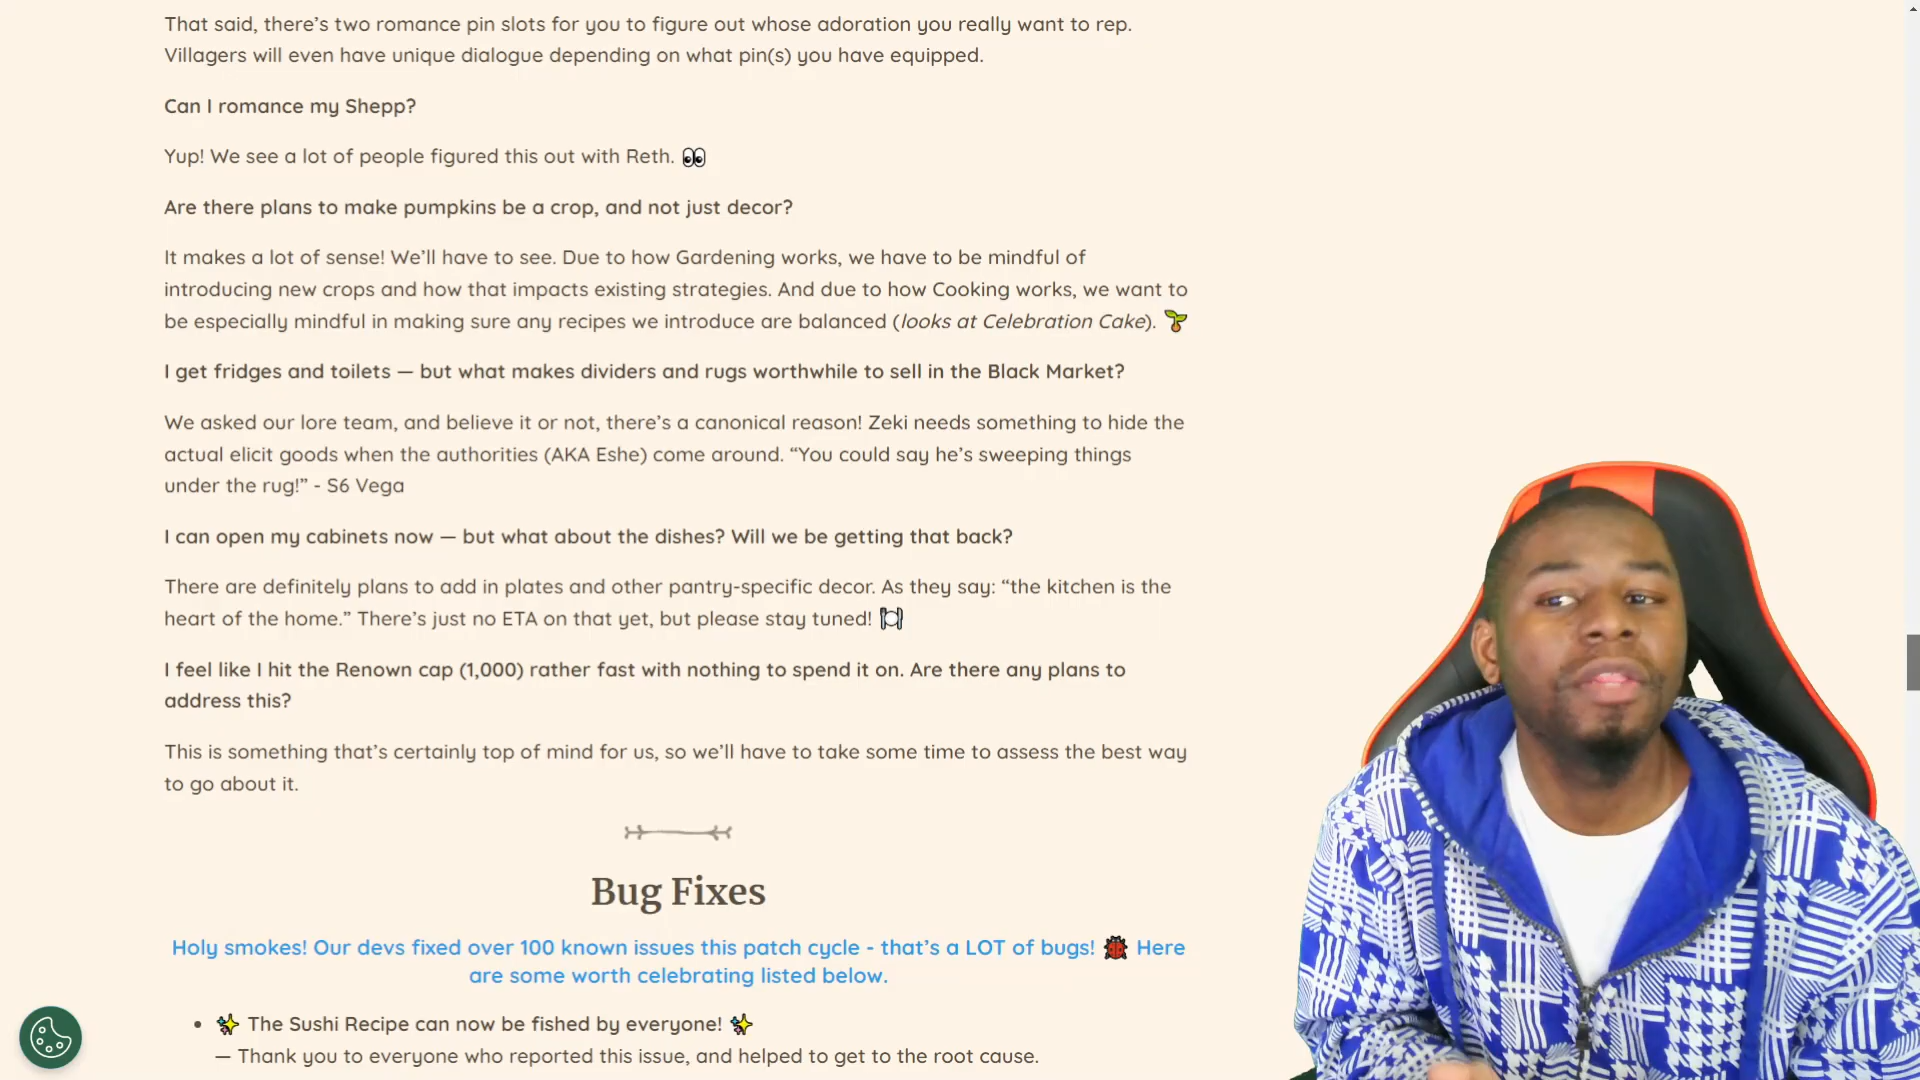 That said, there’s two romance pin slots for you to figure out whose adoration you really want to rep.
Villagers will even have unique dialogue depending on what pin(s) you have equipped.
Can I romance my Shepp?
Yup! We see a lot of people figured this out with Reth. 👀
Are there plans to make pumpkins be a crop, and not just decor?
It makes a lot of sense! We’ll have to see. Due to how Gardening works, we have to be mindful of
introducing new crops and how that impacts existing strategies. And due to how Cooking works, we want to
be especially mindful in making sure any recipes we introduce are balanced (looks at Celebration Cake). 🌱
I get fridges and toilets — but what makes dividers and rugs worthwhile to sell in the Black Market?
We asked our lore team, and believe it or not, there’s a canonical reason! Zeki needs something to hide the
actual elicit goods when the authorities (AKA Eshe) come around. “You could say he’s sweeping things
under the rug!” - S6 Vega
I can open my cabinets now — but what about the dishes? Will we be getting that back?
There are definitely plans to add in plates and other pantry-specific decor. As they say: “the kitchen is the
heart of the home.” There’s just no ETA on that yet, but please stay tuned! 🍽️
I feel like I hit the Renown cap (1,000) rather fast with nothing to spend it on. Are there any plans to
address this?
This is something that’s certainly top of mind for us, so we’ll have to take some time to assess the best way
to go about it.
Bug Fixes
Holy smokes! Our devs fixed over 100 known issues this patch cycle - that’s a LOT of bugs! 🐞 Here
are some worth celebrating listed below.
• ✨ The Sushi Recipe can now be fished by everyone! ✨
— Thank you to everyone who reported this issue, and helped to get to the root cause.